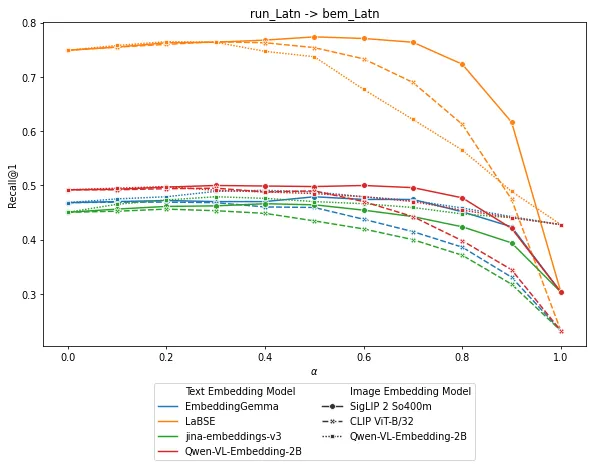 run_Latn -> bem_Latn
0.8
0.7
0.6
0.5
0.4
0.3
Recall@1
0.0 0.2 0.4 0.6 0.8 1.0
α
Text Embedding Model
EmbeddingGemma
LaBSE
jina-embeddings-v3
Qwen-VL-Embedding-2B
Image Embedding Model
SigLIP 2 So400m
CLIP ViT-B/32
Qwen-VL-Embedding-2B